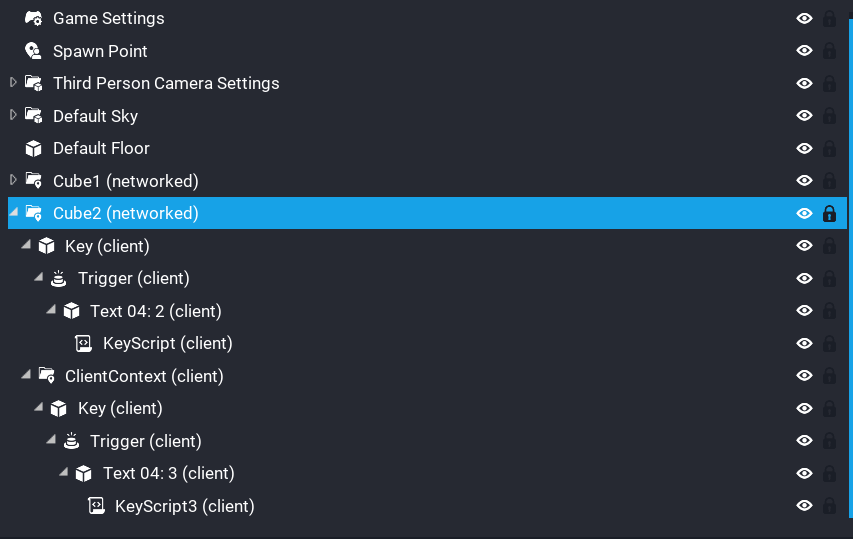 Game Settings
Spawn Point
Third Person Camera Settings
Default Sky
Default Floor
Cube1 (networked)
Cube2 (networked)
Key (client)
Trigger (client)
Text 04: 2 (client)
KeyScript (client)
ClientContext (client)
Key (client)
Trigger (client)
Text 04: 3 (client)
KeyScript3 (client)